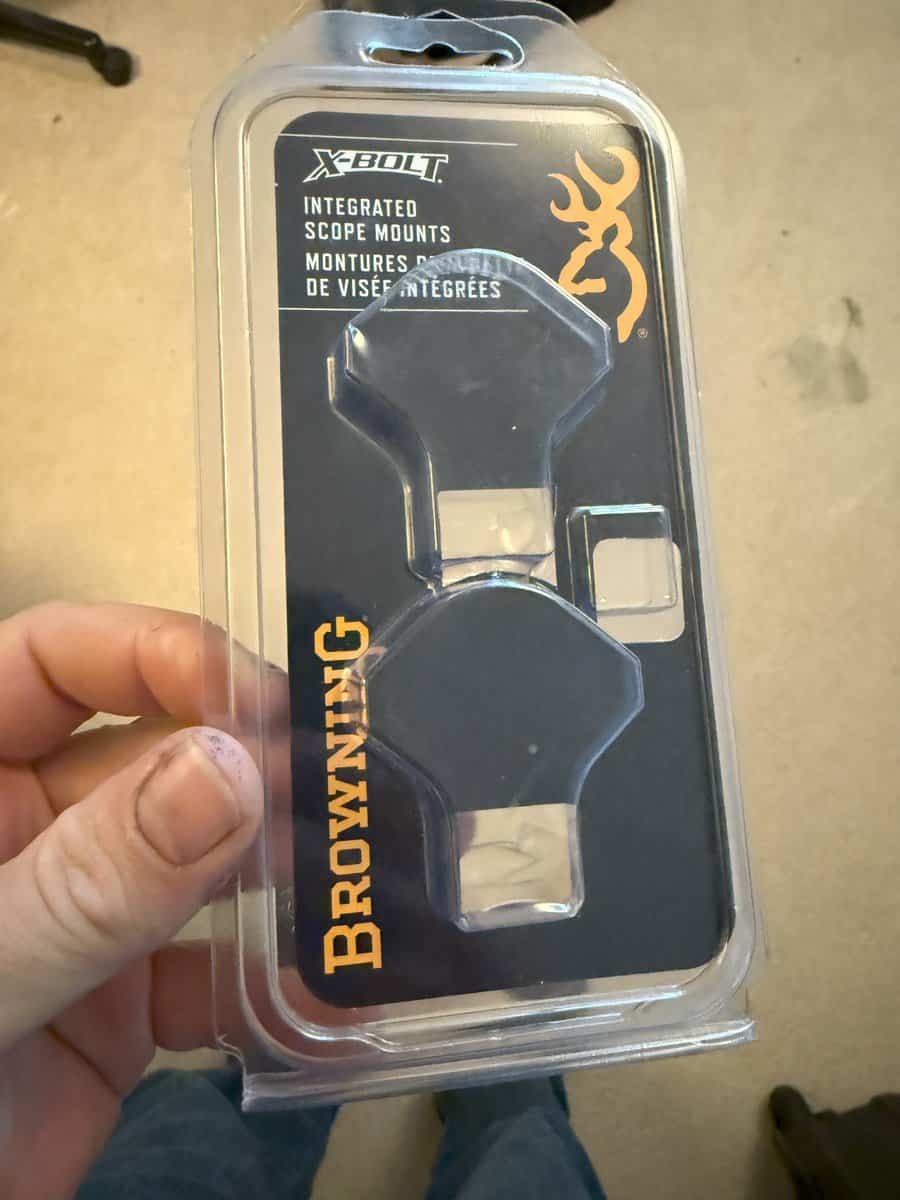 X-BOLT.
INTEGRATED
SCOPE MOUNTS
MONTURES
DE VISÉE INTÉGRÉES
®
BROWNING